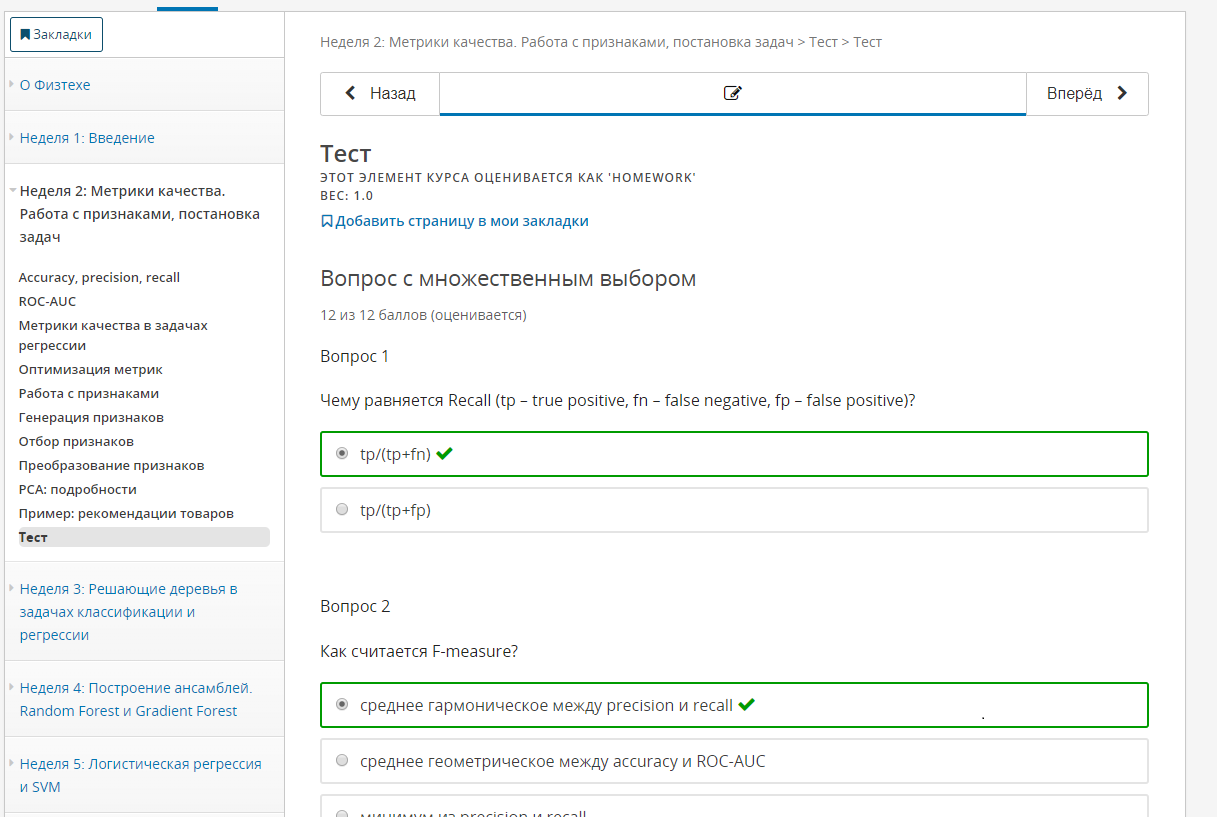 Закладки
О Физтехе
Неделя 1: Введение
Неделя 2: Метрики качества.
Работа с признаками, постановка
задач
Accuracy, precision, recall
ROC-AUC
Метрики качества в задачах
регрессии
Оптимизация метрик
Работа с признаками
Генерация признаков
Отбор признаков
Преобразование признаков
PCA: подробности
Пример: рекомендации товаров
Тест
Неделя 3: Решающие деревья в
задачах классификации и
регрессии
Неделя 4: Построение ансамблей.
Random Forest и Gradient Forest
Неделя 5: Логистическая регрессия
и SVM
Неделя 2: Метрики качества. Работа с признаками, постановка задач > Тест > Тест
Назад
Вперёд
Тест
ЭТОТ ЭЛЕМЕНТ КУРСА ОЦЕНИВАЕТСЯ КАК 'HOMEWORK'
ВЕС: 1.0
Добавить страницу в мои закладки
Вопрос с множественным выбором
12 из 12 баллов (оценивается)
Вопрос 1
Чему равняется Recall (tp – true positive, fn – false negative, fp – false positive)?
tp/(tp+fn)
tp/(tp+fp)
Вопрос 2
Как считается F-measure?
среднее гармоническое между precision и recall
среднее геометрическое между accuracy и ROC-AUC
минимум из precision и recall